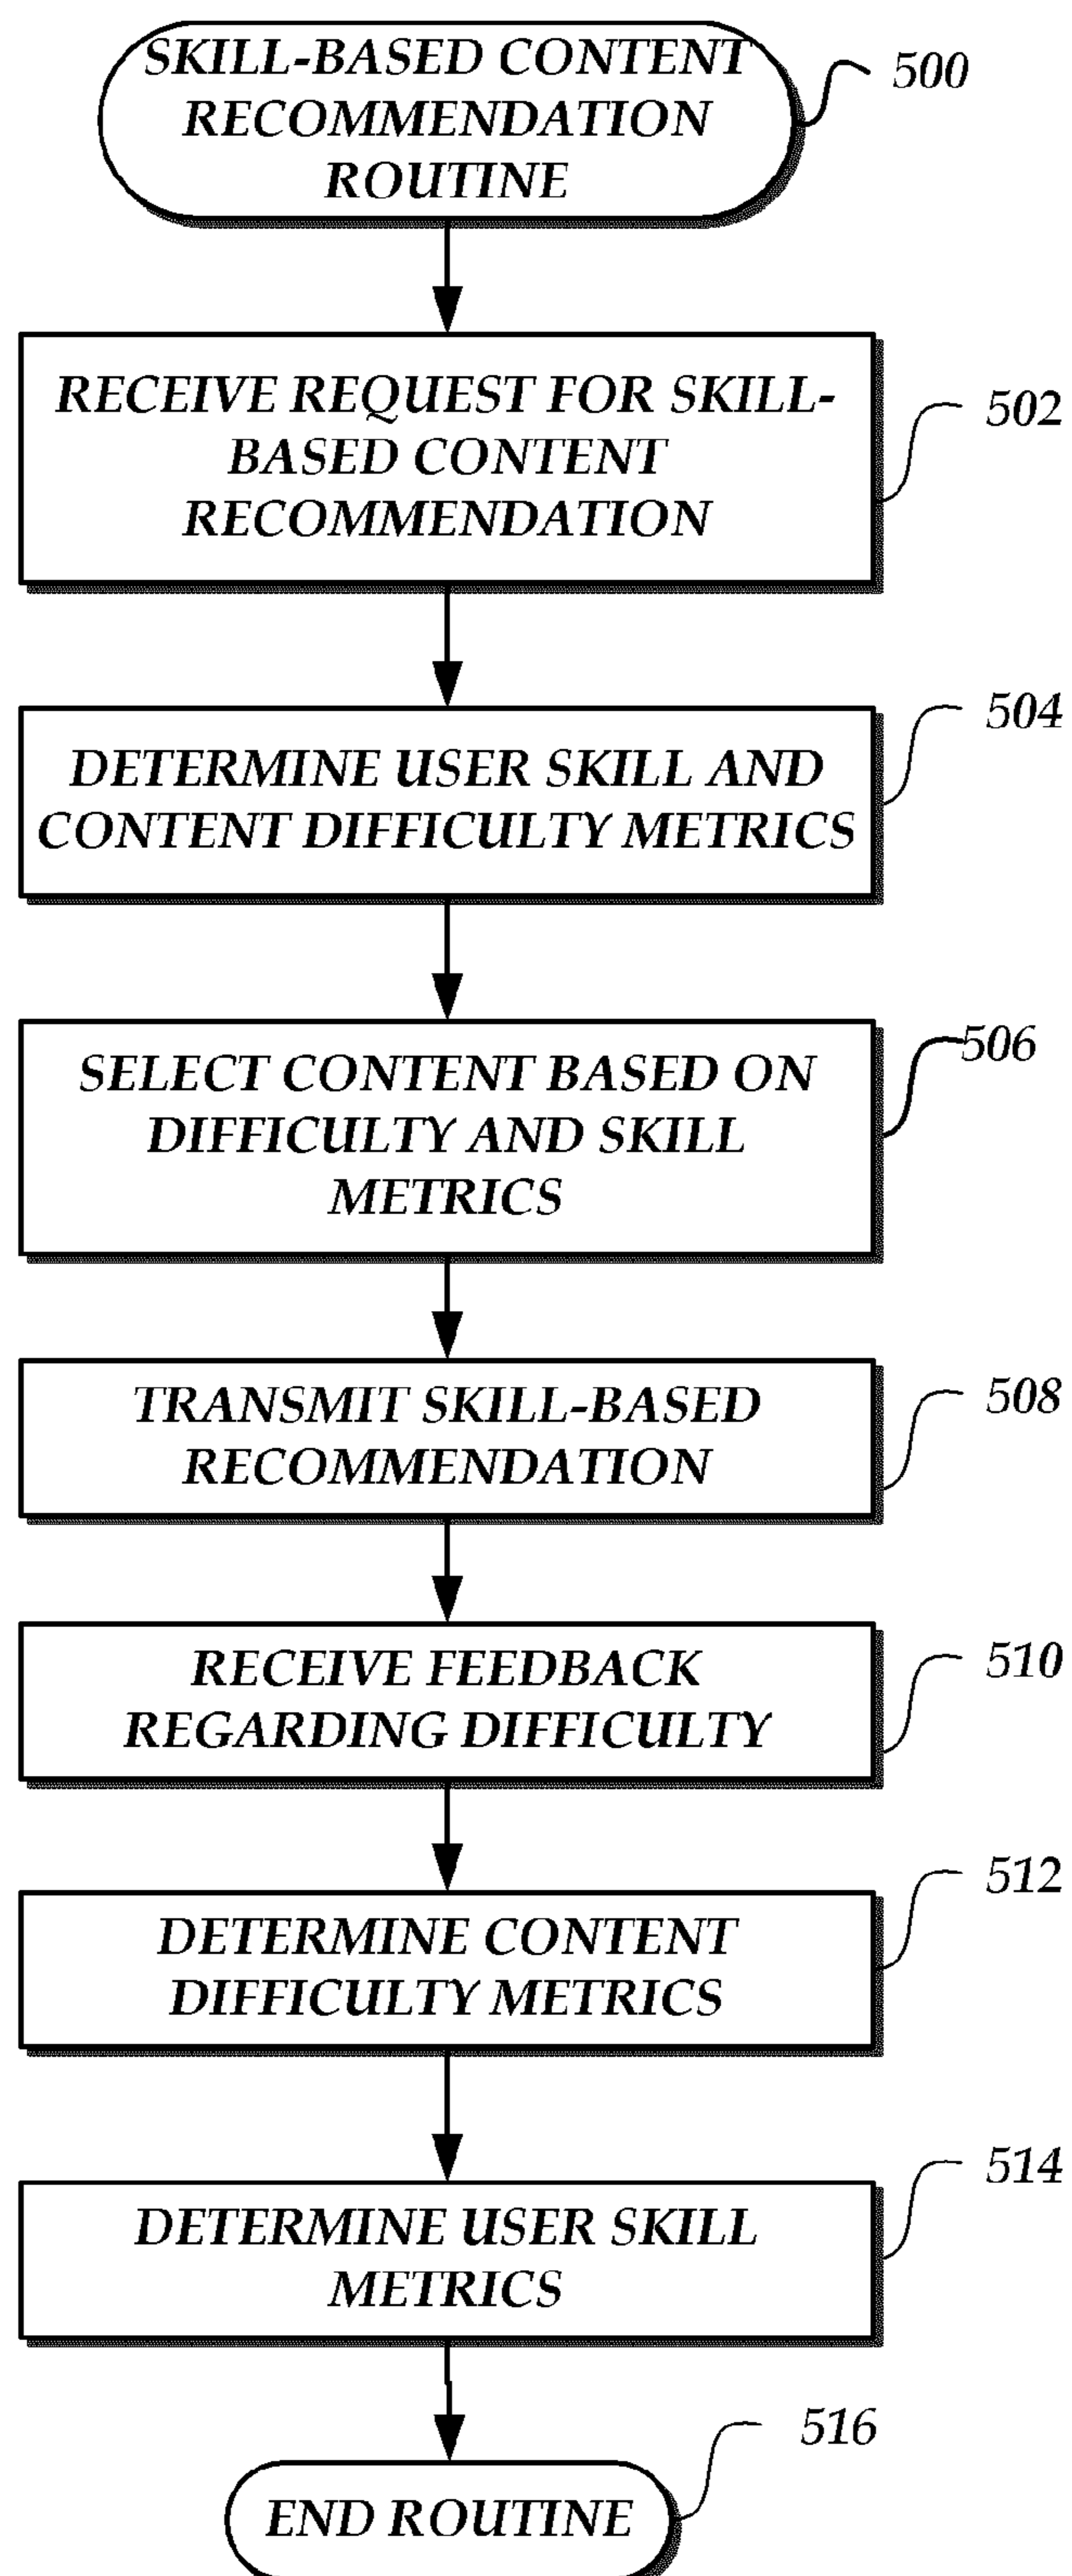 SKILL-BASED CONTENT
RECOMMENDATION
ROUTINE
500
RECEIVE REQUEST FOR SKILL-
BASED CONTENT
RECOMMENDATION
502
DETERMINE USER SKILL AND
CONTENT DIFFICULTY METRICS
504
SELECT CONTENT BASED ON
DIFFICULTY AND SKILL
METRICS
506
TRANSMIT SKILL-BASED
RECOMMENDATION
508
RECEIVE FEEDBACK
REGARDING DIFFICULTY
510
DETERMINE CONTENT
DIFFICULTY METRICS
512
DETERMINE USER SKILL
METRICS
514
END ROUTINE
516